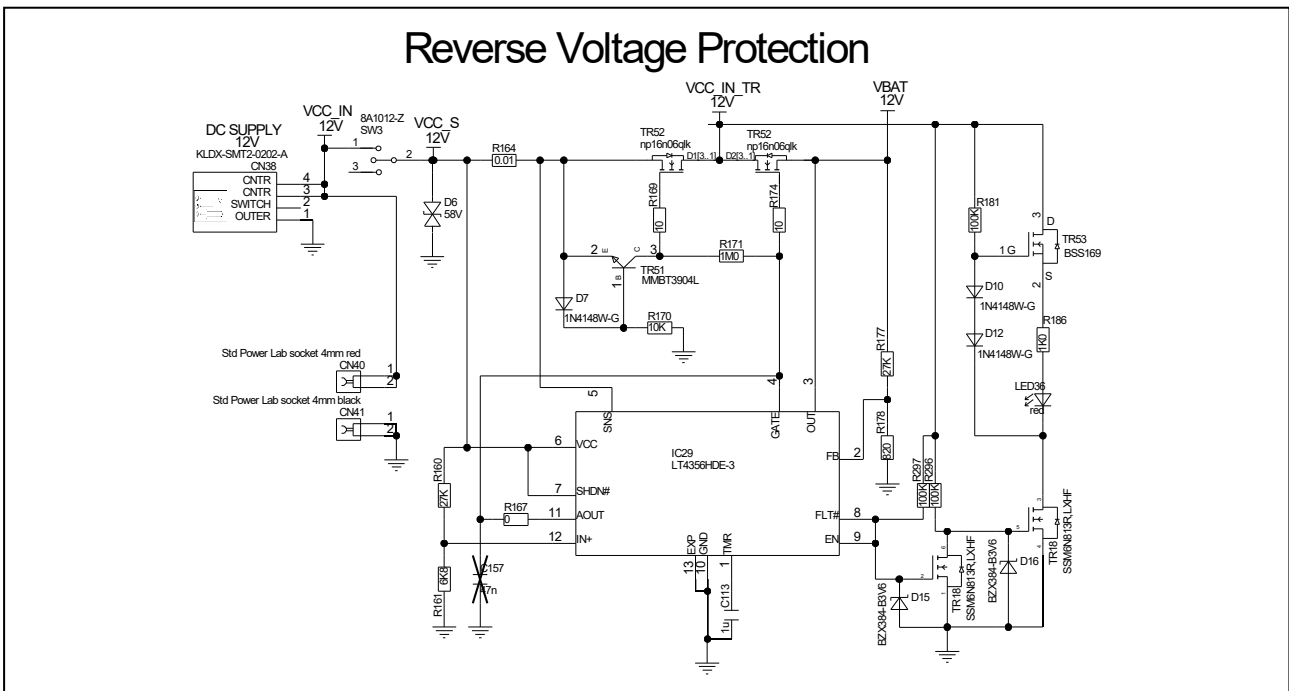 Reverse Voltage Protection
VCC_IN_TR
12V
VBAT
12V
VCC_IN
12V
8A1012-Z
SW3
VCC_S
12V
DC SUPPLY
12V
KLDX-SMT2-0202-A
CN38
CNTR 4
CNTR 3
SWITCH 2
OUTER 1
1
2
3
R164
0.01
TR52
np16n06qlk
D1[3..1]
D2[3..1]
TR52
np16n06qlk
D6
58V
R169
10
R174
10
R181
100K
3 D
TR53
BSS169
1 G
S
2
2 E
C 3
1 B
TR51
MMBT3904L
R171
1M0
D7
1N4148W-G
R170
10K
D10
1N4148W-G
D12
1N4148W-G
R186
1K0
R177
27K
LED36
red
Std Power Lab socket 4mm red
CN40
1
2
Std Power Lab socket 4mm black
CN41
1
2
5
4
3
SNS
GATE
OUT
R178
820
6 VCC
IC29
LT4356HDE-3
FB 2
R160
27K
7 SHDN#
R167
0
11 AOUT
12 IN+
FLT# 8
EN 9
R297
100K
R296
100K
EXP
GND
TMR
13
10
1
R161
6K8
C157
47n
C113
1u
BZX384-B3V6
D15
2
6
1
TR18
SSM6N813R,LXHF
BZX384-B3V6
D16
5
3
4
TR18
SSM6N813R,LXHF